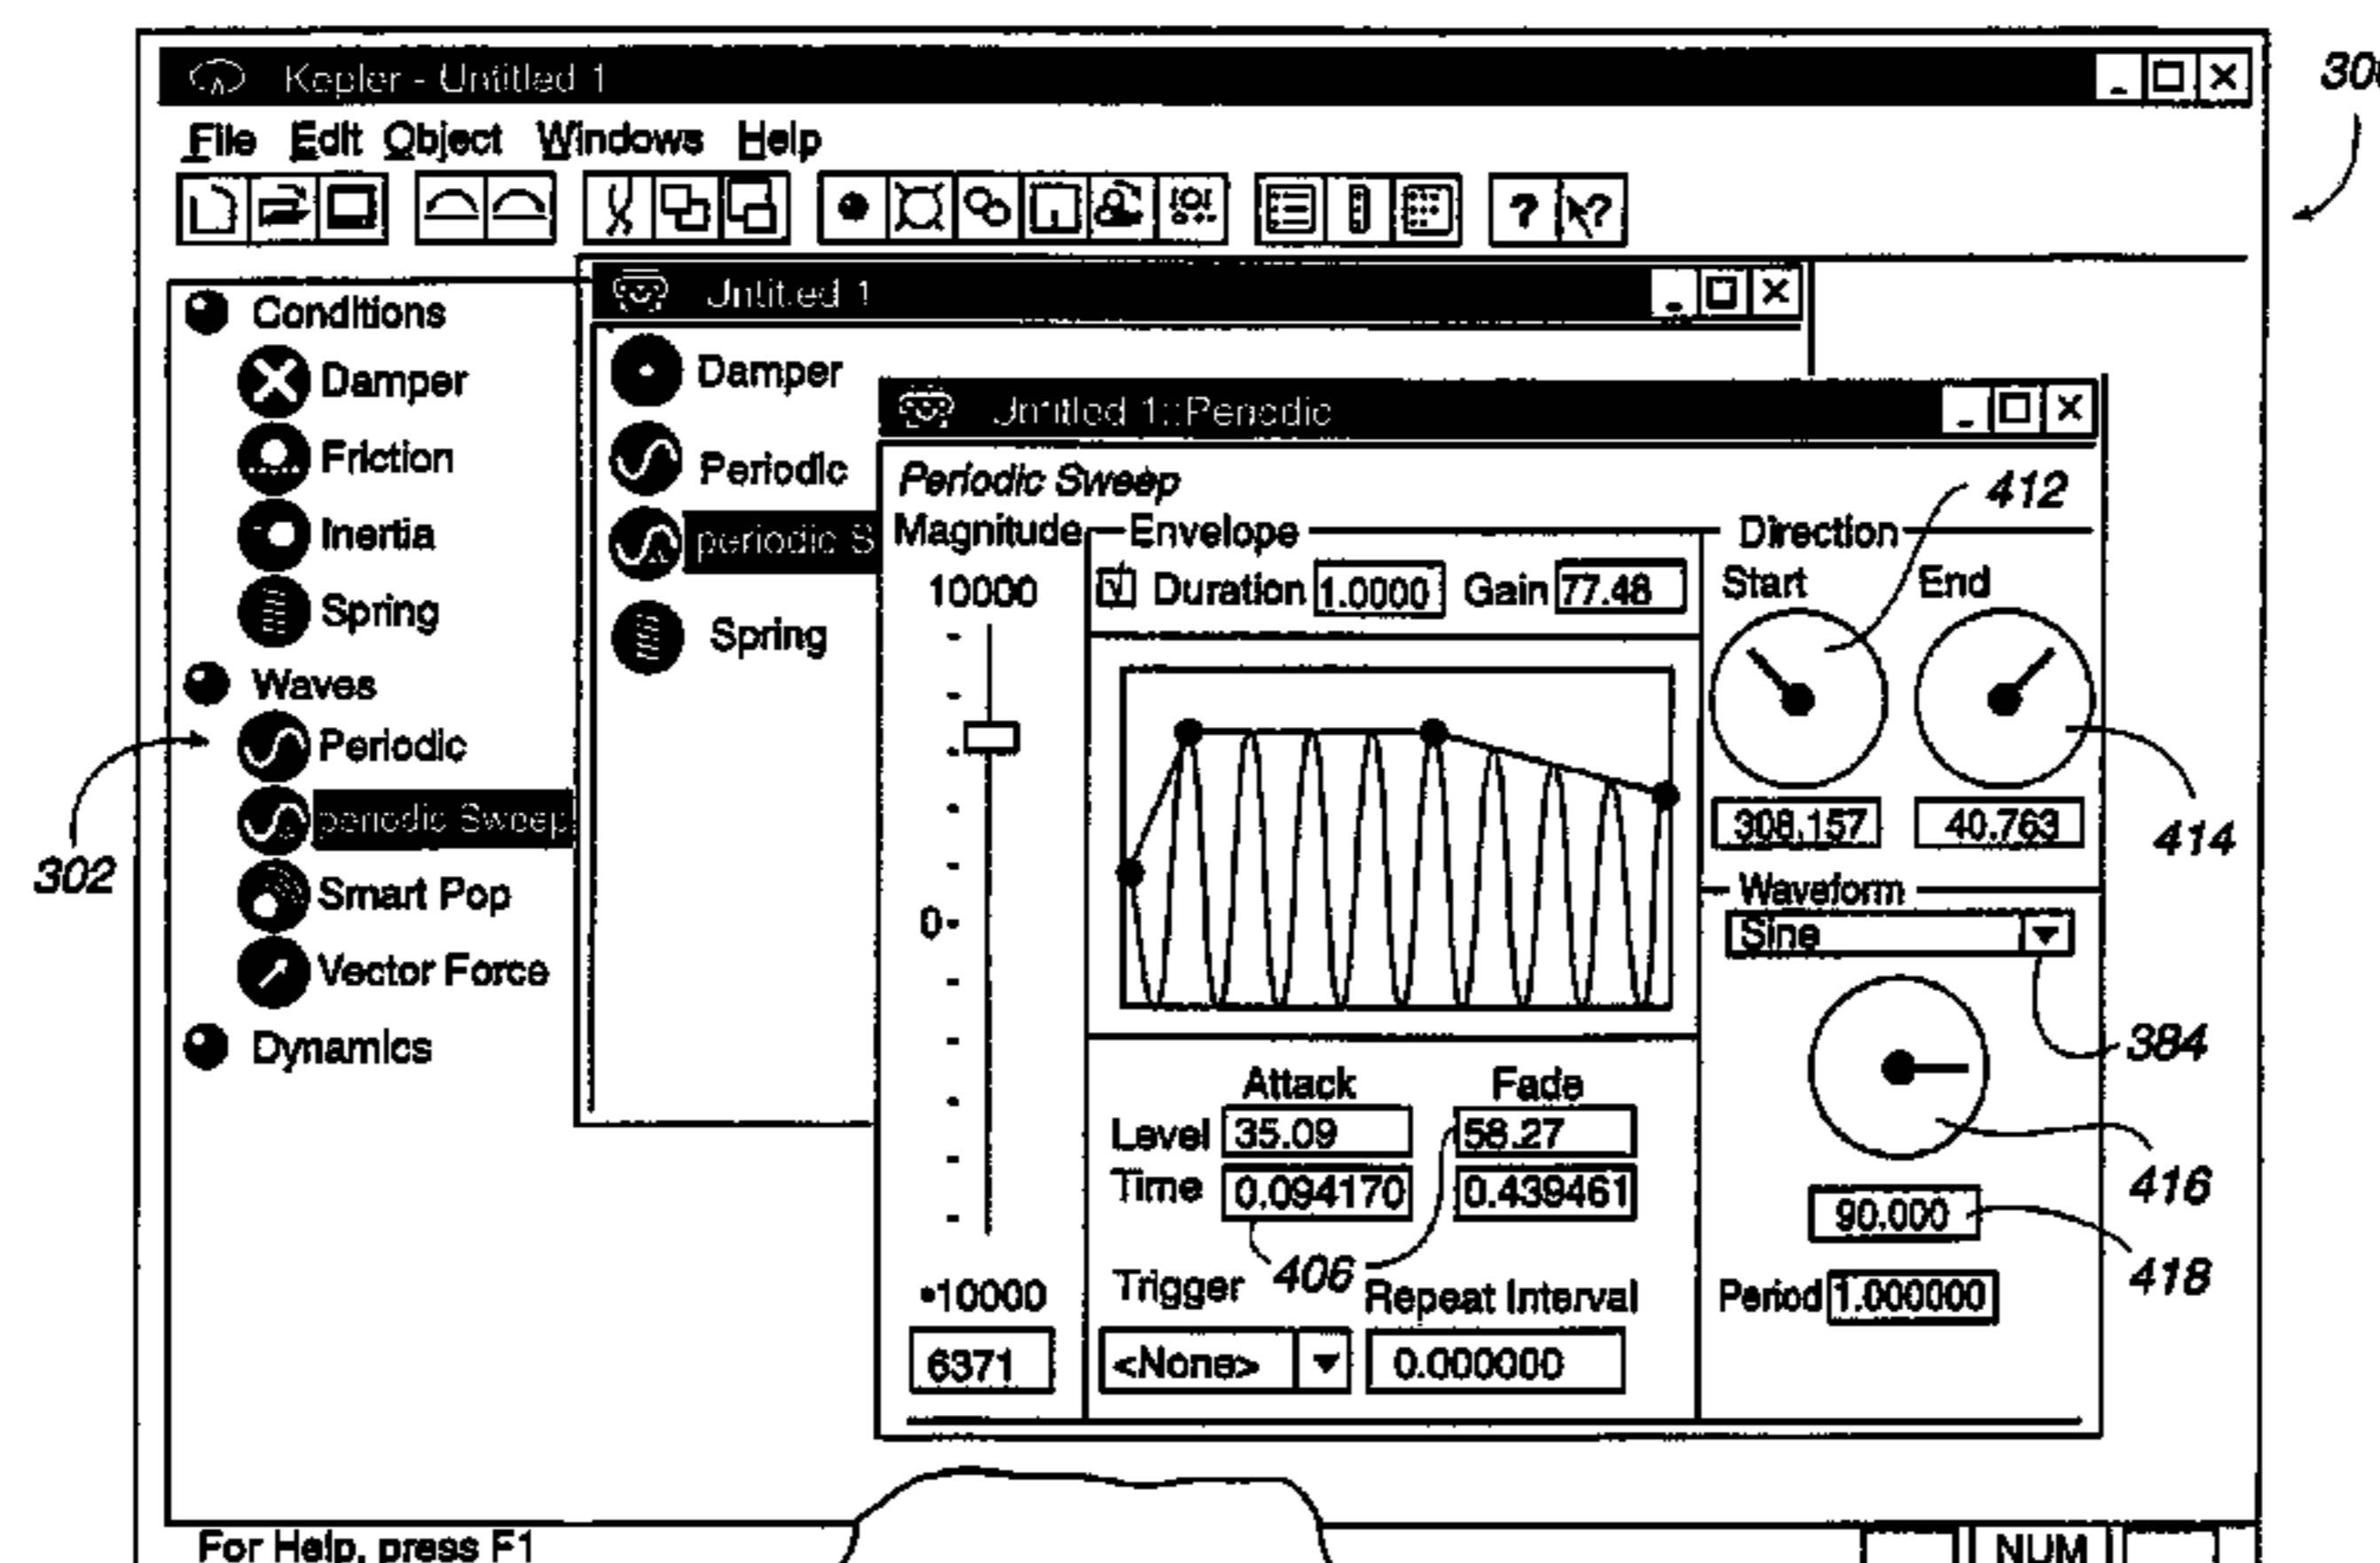 Kepler - Untitled 1
File Edit Object Windows Help
? ?
Conditions
Damper
Friction
Inertia
Spring
Waves
Periodic
periodic Sweep
Smart Pop
Vector Force
Dynamics
302
Untitled 1
Damper
Periodic
periodic S
Spring
Untitled 1::Periodic
Periodic Sweep
Magnitude
10000
0
•10000
6371
Envelope
Duration 1.0000 Gain 77.48
Attack Fade
Level 35.09 58.27
Time 0.094170 0.439461
406
Trigger Repeat Interval
<None> 0.000000
Direction
412
Start End
308.157 40.763
414
Waveform
Sine
384
416
90.000
418
Period 1.000000
For Help, press F1
NUM